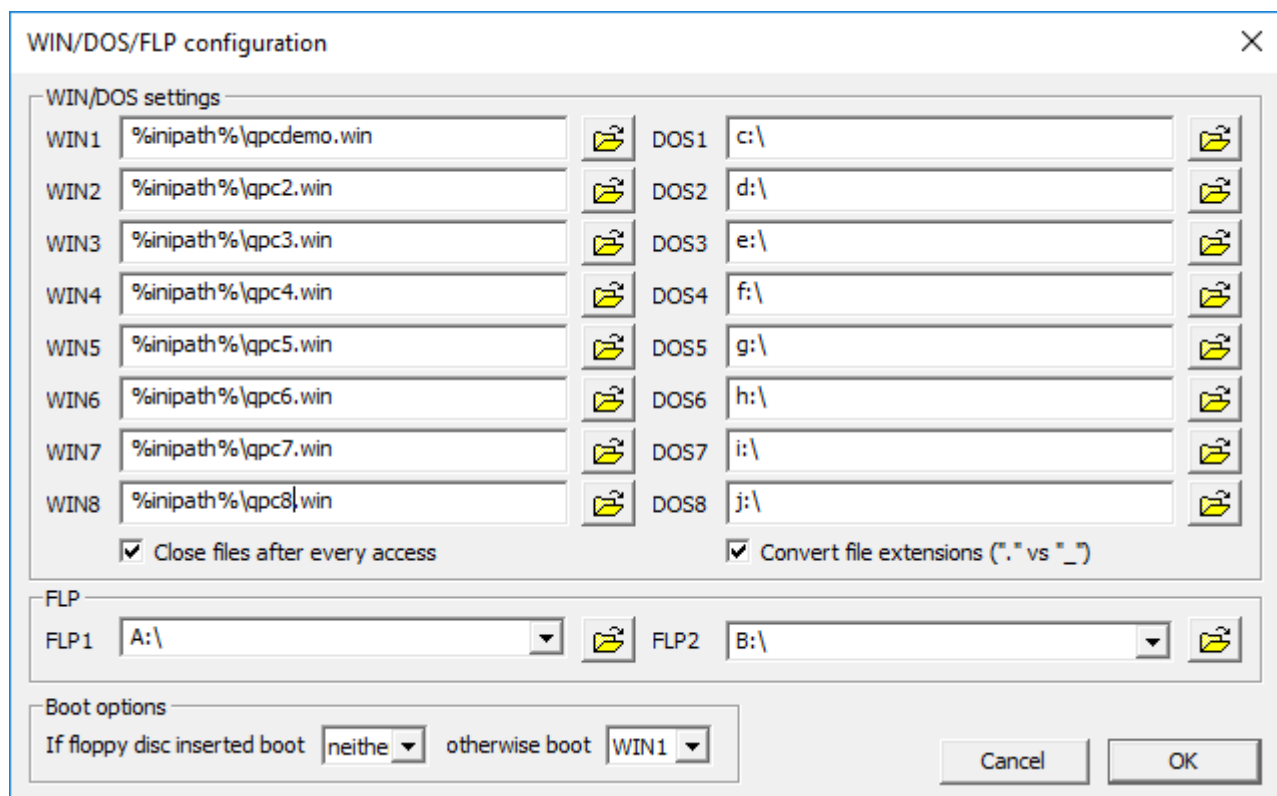 WIN/DOS/FLP configuration
WIN/DOS settings
WIN1 %inipath%\qpcdemo.win DOS1 c:\
WIN2 %inipath%\qpc2.win DOS2 d:\
WIN3 %inipath%\qpc3.win DOS3 e:\
WIN4 %inipath%\qpc4.win DOS4 f:\
WIN5 %inipath%\qpc5.win DOS5 g:\
WIN6 %inipath%\qpc6.win DOS6 h:\
WIN7 %inipath%\qpc7.win DOS7 i:\
WIN8 %inipath%\qpc8.win DOS8 j:\
Close files after every access Convert file extensions ("." vs "_")
FLP
FLP1 A:\ FLP2 B:\
Boot options
If floppy disc inserted boot neithe otherwise boot WIN1
Cancel OK